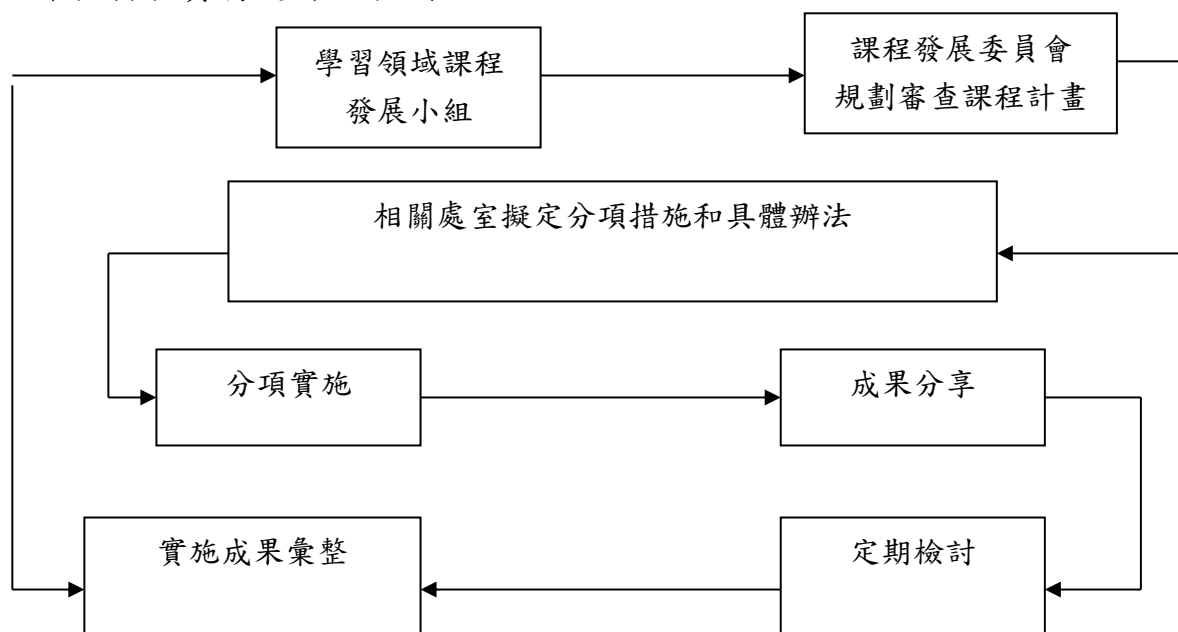 學習領域課程
發展小組
課程發展委員會
規劃審查課程計畫
相關處室擬定分項措施和具體辦法
分項實施
成果分享
實施成果彙整
定期檢討